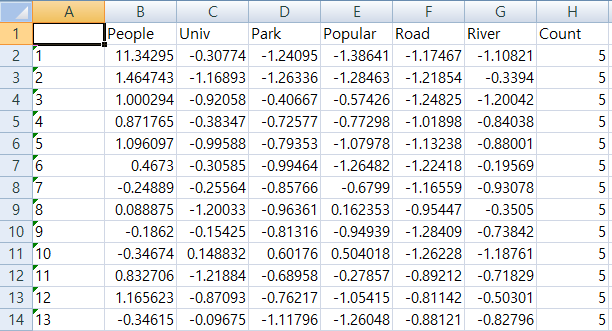 A B C D E F G H
1 People Univ Park Popular Road River Count
2 1 11.34295 -0.30774 -1.24095 -1.38641 -1.17467 -1.10821 5
3 2 1.464743 -1.16893 -1.26336 -1.28463 -1.21854 -0.3394 5
4 3 1.000294 -0.92058 -0.40667 -0.57426 -1.24825 -1.20042 5
5 4 0.871765 -0.38347 -0.72577 -0.77298 -1.01898 -0.84038 5
6 5 1.096097 -0.99588 -0.79353 -1.07978 -1.13238 -0.88001 5
7 6 0.4673 -0.30585 -0.99464 -1.26482 -1.22418 -0.19569 5
8 7 -0.24889 -0.25564 -0.85766 -0.6799 -1.16559 -0.93078 5
9 8 0.088875 -1.20033 -0.96361 0.162353 -0.95447 -0.3505 5
10 9 -0.1862 -0.15425 -0.81316 -0.94939 -1.28409 -0.73842 5
11 10 -0.34674 0.148832 0.60176 0.504018 -1.26228 -1.18761 5
12 11 0.832706 -1.21884 -0.68958 -0.27857 -0.89212 -0.71829 5
13 12 1.165623 -0.87093 -0.76217 -1.05415 -0.81142 -0.50301 5
14 13 -0.34615 -0.09675 -1.11796 -1.26048 -0.88121 -0.82796 5